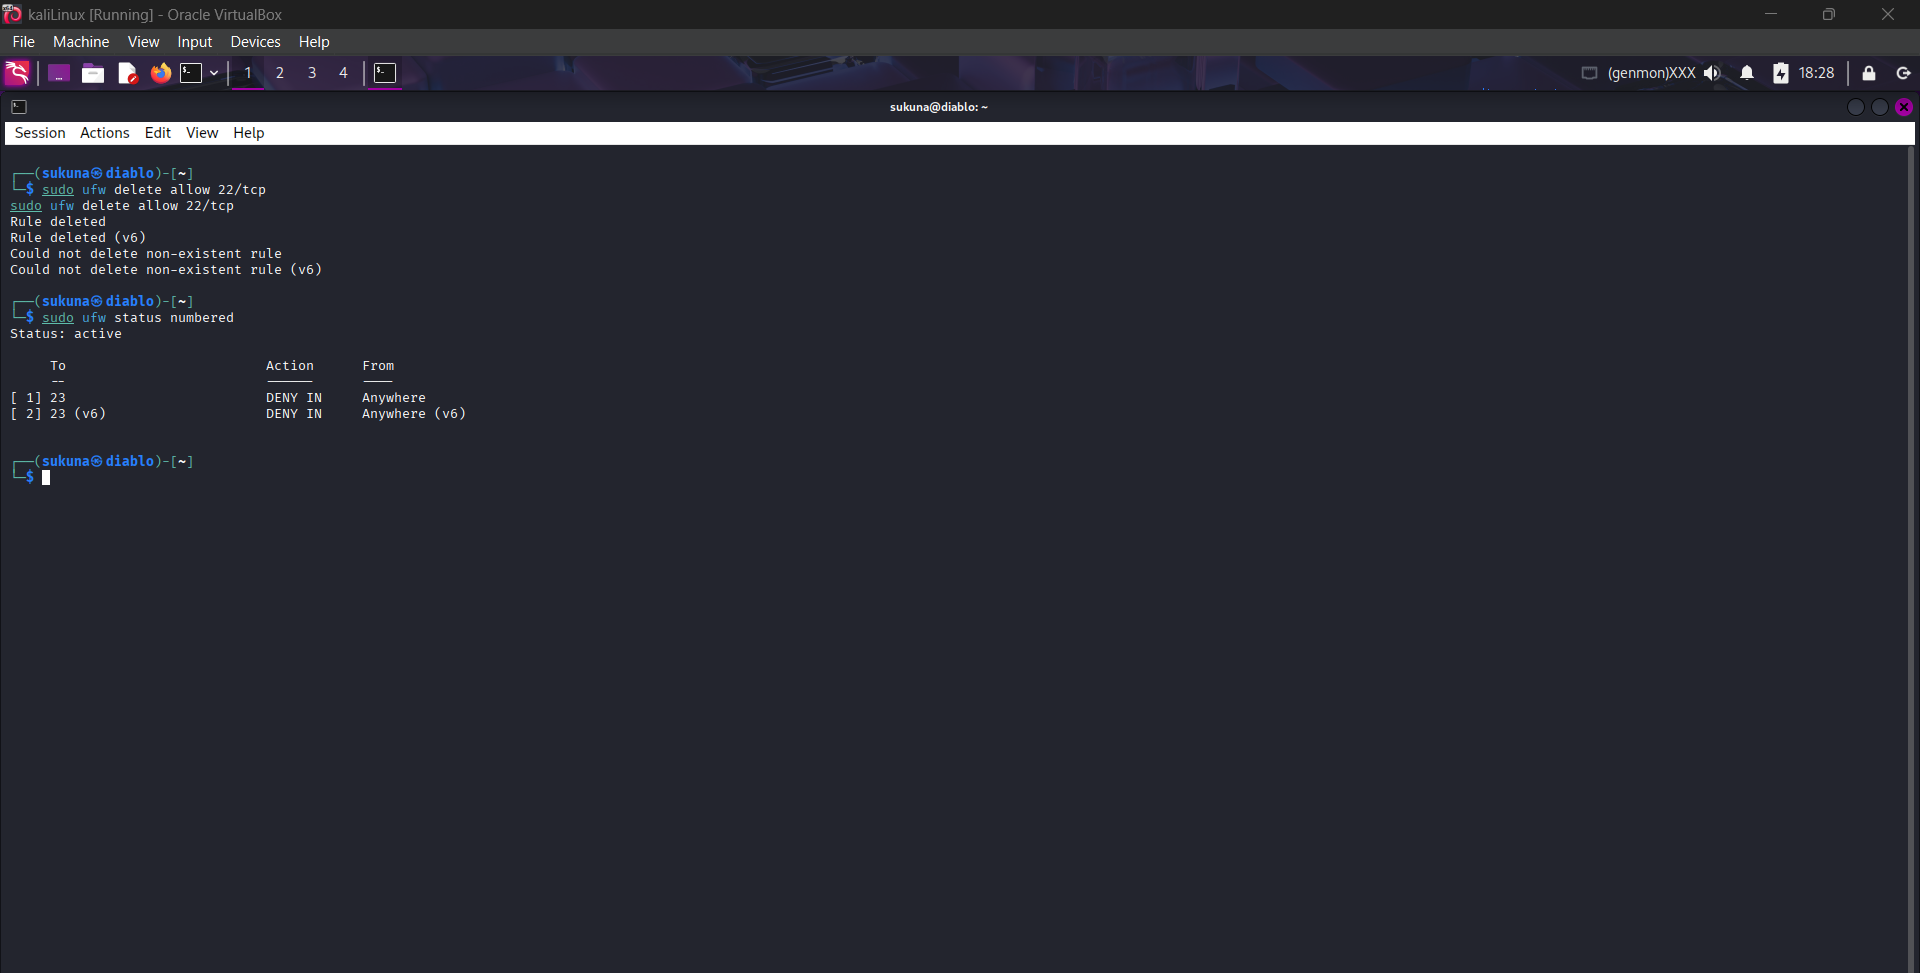 kaliLinux [Running] - Oracle VirtualBox
File Machine View Input Devices Help
1 2 3 4 (genmon)XXX 18:28
sukuna@diablo: ~
Session Actions Edit View Help
┌──(sukuna㉿diablo)-[~]
└─$ sudo ufw delete allow 22/tcp
sudo ufw delete allow 22/tcp
Rule deleted
Rule deleted (v6)
Could not delete non-existent rule
Could not delete non-existent rule (v6)
┌──(sukuna㉿diablo)-[~]
└─$ sudo ufw status numbered
Status: active
To Action From
-- ------ ----
[ 1] 23 DENY IN Anywhere
[ 2] 23 (v6) DENY IN Anywhere (v6)
┌──(sukuna㉿diablo)-[~]
└─$